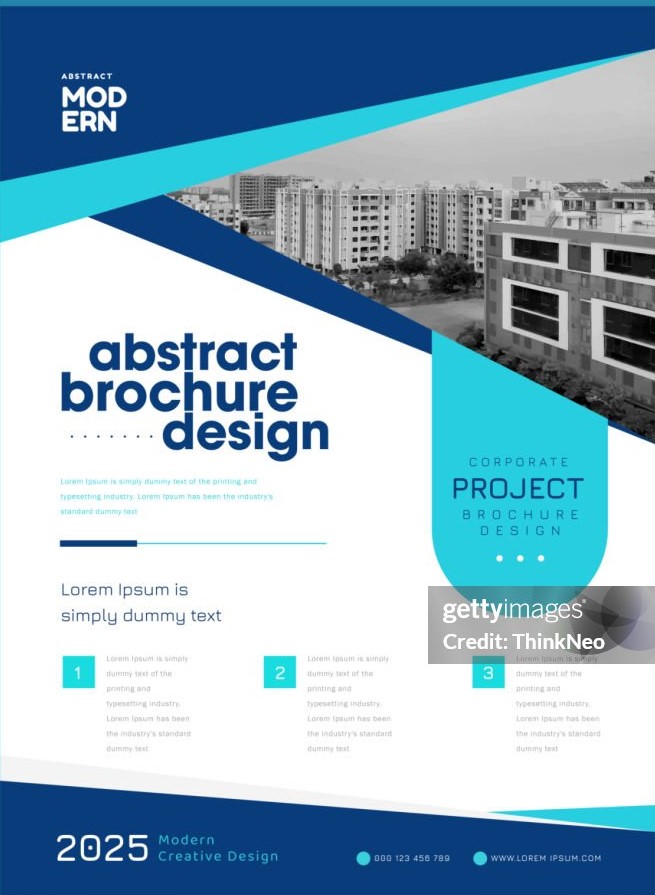 ABSTRACT
MOD
ERN
abstract
brochure
design
Lorem Ipsum is simply dummy text of the printing and
typesetting industry. Lorem Ipsum has been the industry's
standard dummy text
CORPORATE
PROJECT
BROCHURE
DESIGN
gettyimages®
Credit: ThinkNeo
Lorem Ipsum is
simply dummy text
1
Lorem Ipsum is simply
dummy text of the
printing and
typesetting industry.
Lorem Ipsum has been
the industry's standard
dummy text
2
Lorem Ipsum is simply
dummy text of the
printing and
typesetting industry.
Lorem Ipsum has been
the industry's standard
dummy text
3
Lorem Ipsum is simply
dummy text of the
printing and
typesetting industry.
Lorem Ipsum has been
the industry's standard
dummy text
2025
Modern
Creative Design
000 123 456 789
WWW.LOREM IPSUM.COM